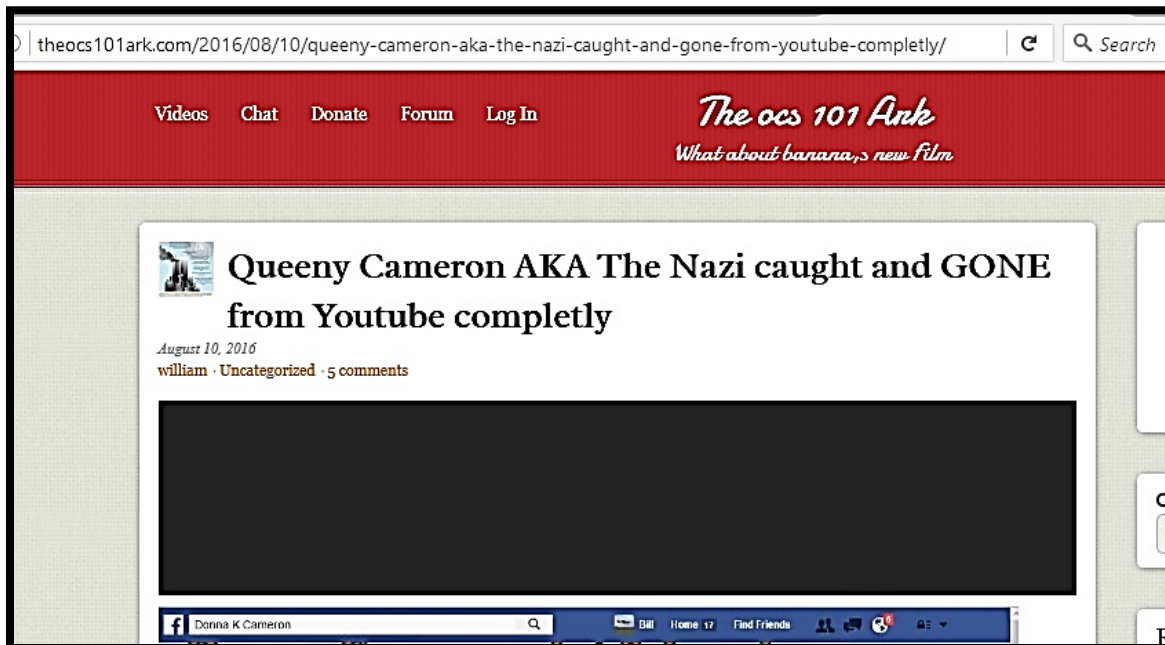 theocs101ark.com/2016/08/10/queeny-cameron-aka-the-nazi-caught-and-gone-from-youtube-completly/
Search
Videos Chat Donate Forum Log In
The ocs 101 Ark
What about banana,s new film
Queeny Cameron AKA The Nazi caught and GONE
from Youtube completly
August 10, 2016
william · Uncategorized · 5 comments
Donna K Cameron
Bill Home 17 Find Friends